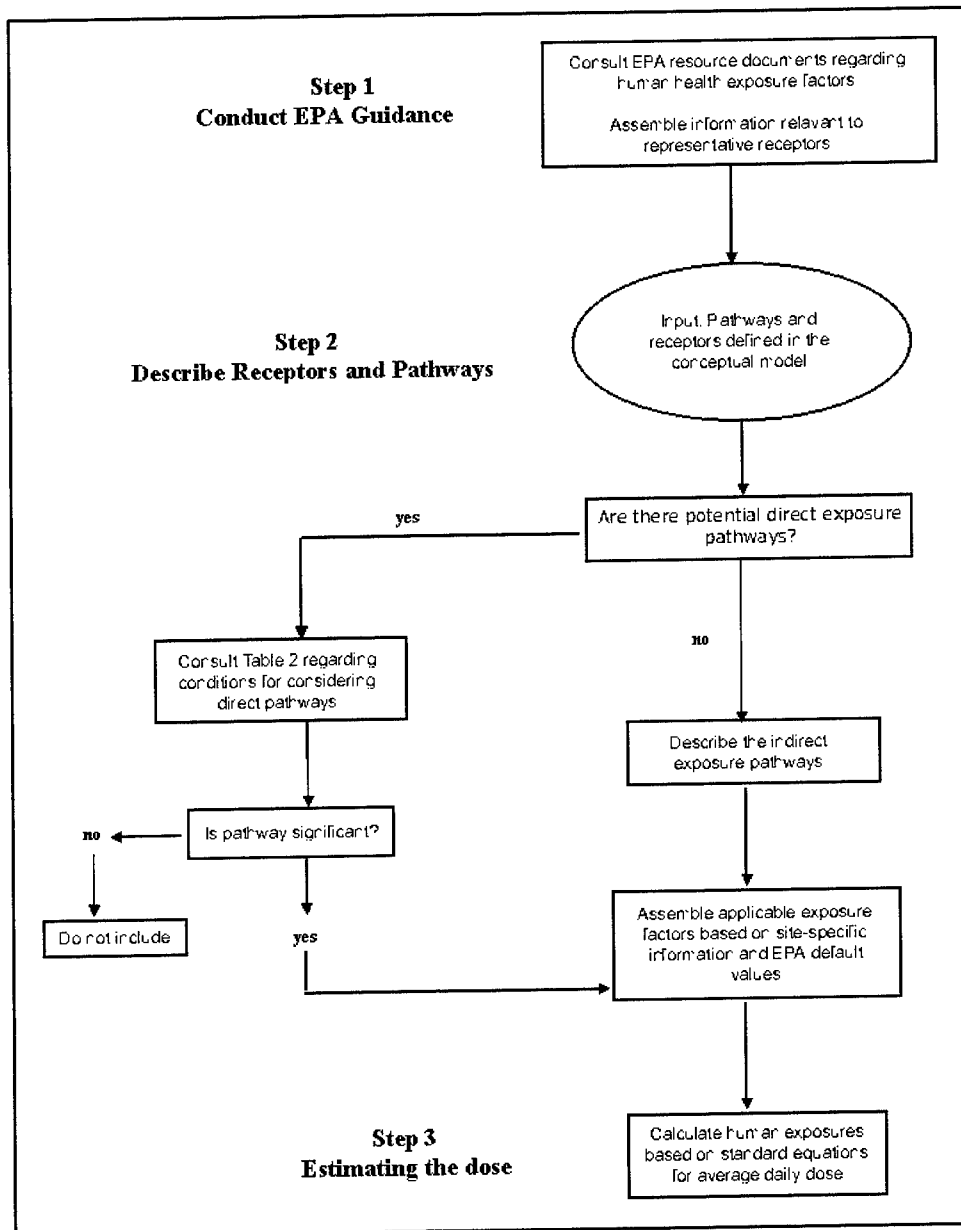 Step 1
Conduct EPA Guidance
Consult EPA resource documents regarding
human health exposure factors
Assemble information relavant to
representative receptors
Step 2
Describe Receptors and Pathways
Input. Pathways and
receptors defined in the
conceptual model
yes
Are there potential direct exposure
pathways?
no
Consult Table 2 regarding
conditions for considering
direct pathways
Describe the indirect
exposure pathways
no
Is pathway significant?
Do not include
yes
Assemble applicable exposure
factors based on site-specific
information and EPA default
values
Step 3
Estimating the dose
Calculate human exposures
based on standard equations
for average daily dose